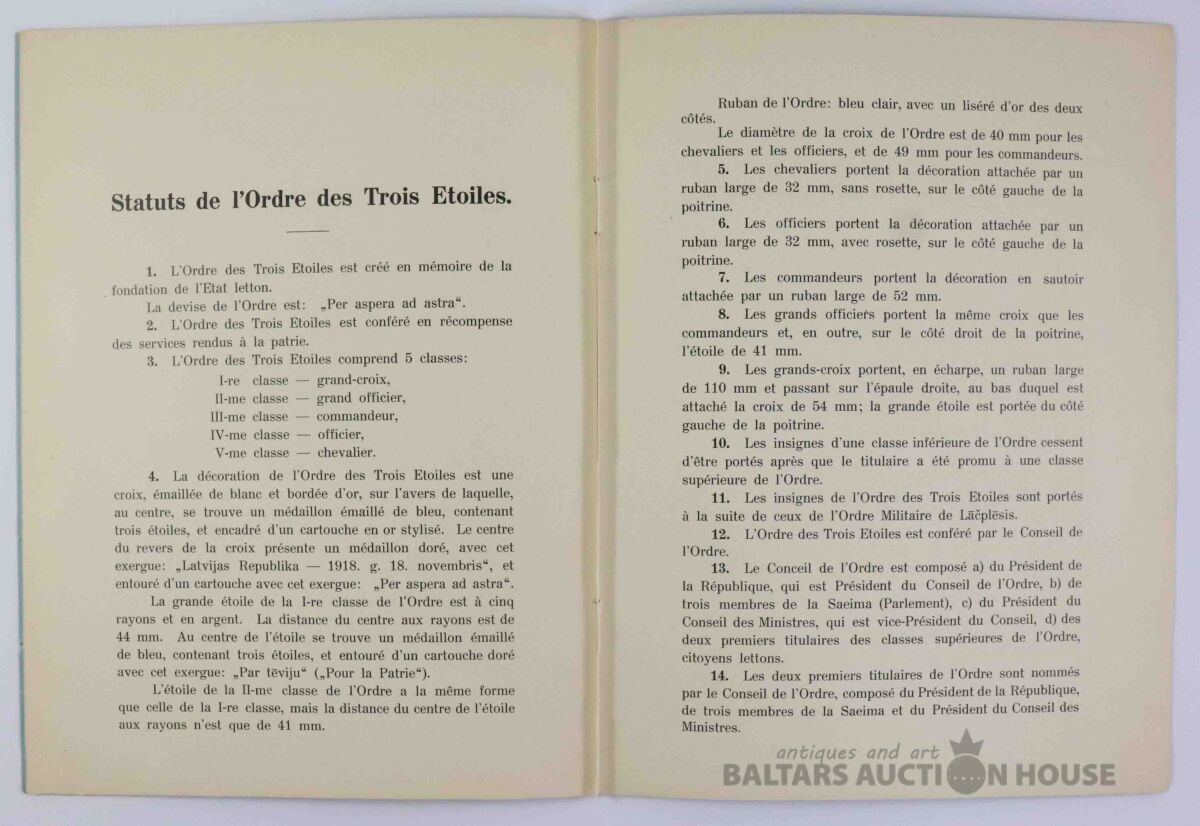 Statuts de l'Ordre des Trois Etoiles.
1. L'Ordre des Trois Etoiles est créé en mémoire de la
fondation de l'Etat letton.
La devise de l'Ordre est: „Per aspera ad astra“.
2. L'Ordre des Trois Etoiles est conféré en récompense
des services rendus à la patrie.
3. L'Ordre des Trois Etoiles comprend 5 classes:
I-re classe — grand-croix,
II-me classe — grand officier,
III-me classe — commandeur,
IV-me classe — officier,
V-me classe — chevalier.
4. La décoration de l'Ordre des Trois Etoiles est une
croix, émaillée de blanc et bordée d'or, sur l'avers de laquelle,
au centre, se trouve un médaillon émaillé de bleu, contenant
trois étoiles, et encadré d'un cartouche en or stylisé. Le centre
du revers de la croix présente un médaillon doré, avec cet
exergue: „Latvijas Republika — 1918. g. 18. novembris“, et
entouré d'un cartouche avec cet exergue: „Per aspera ad astra“.
La grande étoile de la I-re classe de l'Ordre est à cinq
rayons et en argent. La distance du centre aux rayons est de
44 mm. Au centre de l'étoile se trouve un médaillon émaillé
de bleu, contenant trois étoiles, et entouré d'un cartouche doré
avec cet exergue: „Par tēviju“ („Pour la Patrie“).
L'étoile de la II-me classe de l'Ordre a la même forme
que celle de la I-re classe, mais la distance du centre de l'étoile
aux rayons n'est que de 41 mm.
Ruban de l'Ordre: bleu clair, avec un liséré d'or des deux
côtés.
Le diamètre de la croix de l'Ordre est de 40 mm pour les
chevaliers et les officiers, et de 49 mm pour les commandeurs.
5. Les chevaliers portent la décoration attachée par un
ruban large de 32 mm, sans rosette, sur le côté gauche de la
poitrine.
6. Les officiers portent la décoration attachée par un
ruban large de 32 mm, avec rosette, sur le côté gauche de la
poitrine.
7. Les commandeurs portent la décoration en sautoir
attachée par un ruban large de 52 mm.
8. Les grands officiers portent la même croix que les
commandeurs et, en outre, sur le côté droit de la poitrine,
l'étoile de 41 mm.
9. Les grands-croix portent, en écharpe, un ruban large
de 110 mm et passant sur l'épaule droite, au bas duquel est
attaché la croix de 54 mm; la grande étoile est portée du côté
gauche de la poitrine.
10. Les insignes d'une classe inférieure de l'Ordre cessent
d'être portés après que le titulaire a été promu à une classe
supérieure de l'Ordre.
11. Les insignes de l'Ordre des Trois Etoiles sont portés
à la suite de ceux de l'Ordre Militaire de Lāčplēsis.
12. L'Ordre des Trois Etoiles est conféré par le Conseil de
l'Ordre.
13. Le Conceil de l'Ordre est composé a) du Président de
la République, qui est Président du Conseil de l'Ordre, b) de
trois membres de la Saeima (Parlement), c) du Président du
Conseil des Ministres, qui est vice-Président du Conseil, d) des
deux premiers titulaires des classes supérieures de l'Ordre,
citoyens lettons.
14. Les deux premiers titulaires de l'Ordre sont nommés
par le Conseil de l'Ordre, composé du Président de la République,
de trois membres de la Saeima et du Président du Conseil des
Ministres.
antiques and art
BALTARS AUCTION HOUSE